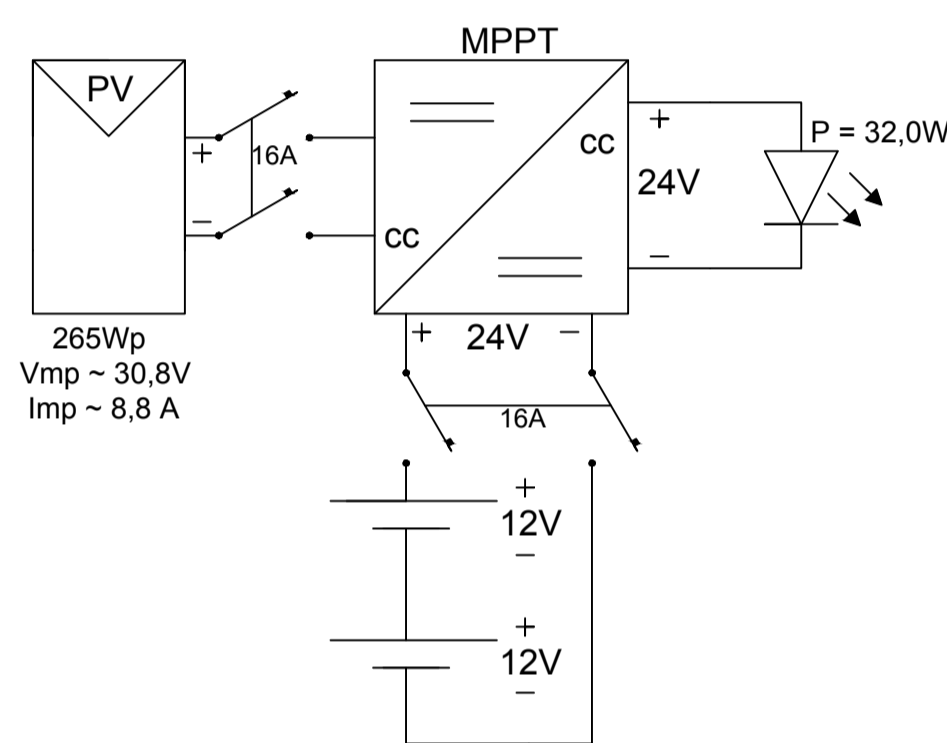 MPPT
PV
+
16A
−
CC
CC
+
24V
−
P = 32,0W
265Wp
Vmp ~ 30,8V
Imp ~ 8,8 A
+ 24V −
16A
+
12V
−
+
12V
−